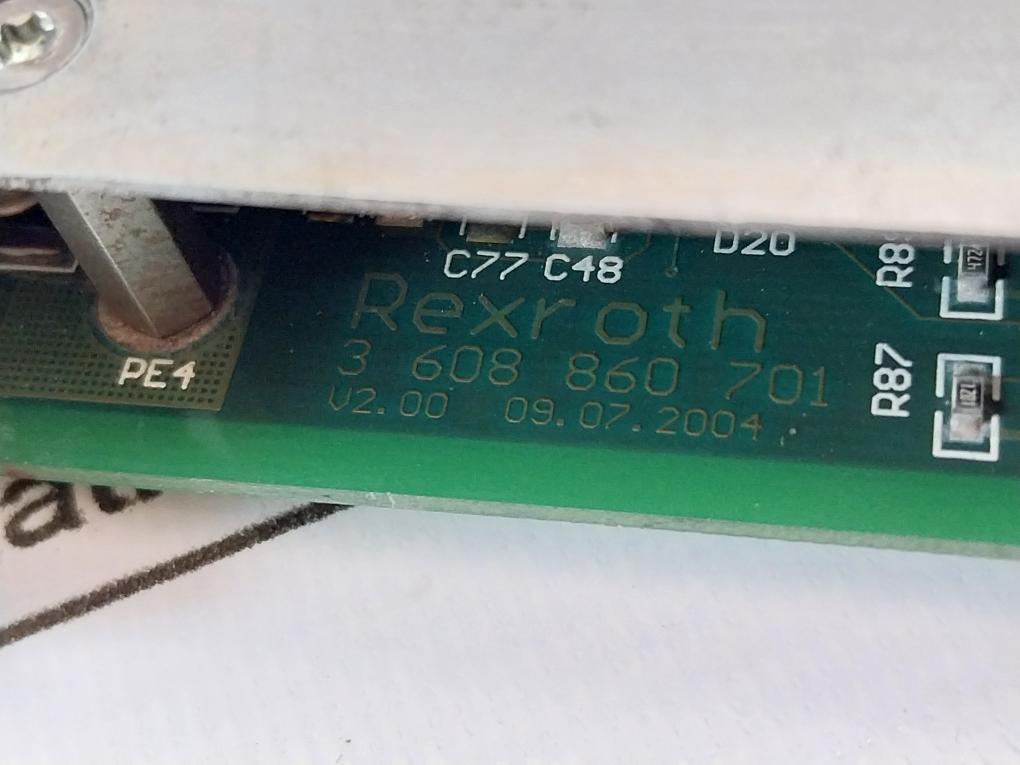 D20
C77 C48
Rexroth
3 608 860 701
V2.00 09.07.2004
PE4
R87